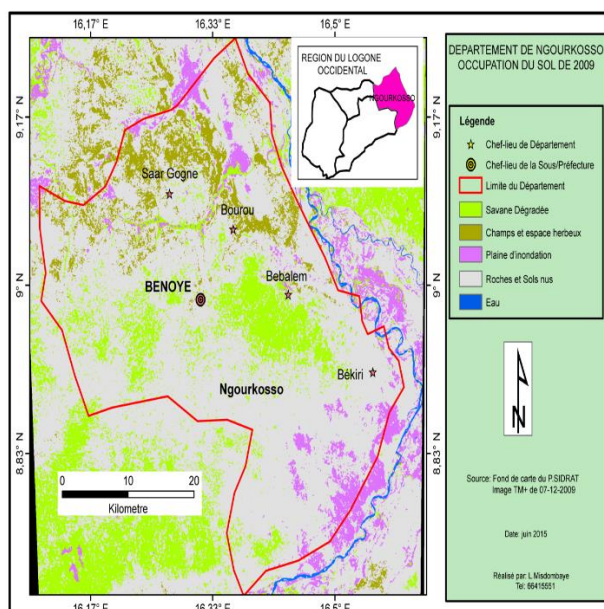 16,17° E
16,33° E
16,5° E
REGION DU LOGONE
OCCIDENTAL
NGOURKOSSO
9,17° N
9,17° N
Saar Gogne
Bourou
BENOYE
Bebalem
9° N
9° N
Békiri
Ngourkosso
8,83° N
8,83° N
0 10 20
Kilometre
16,17° E
16,33° E
16,5° E
DEPARTEMENT DE NGOURKOSSO
OCCUPATION DU SOL DE 2009
Légende
Chef-lieu de Département
Chef-lieu de la Sous/Préfecture
Limite du Département
Savane Dégradée
Champs et espace herbeux
Plaine d'inondation
Roches et Sols nus
Eau
N
Source: Fond de carte du P.SIDRAT
Image TM+ de 07-12-2009
Date: juin 2015
Réalisé par: L.Misdombaye
Tel: 66415551